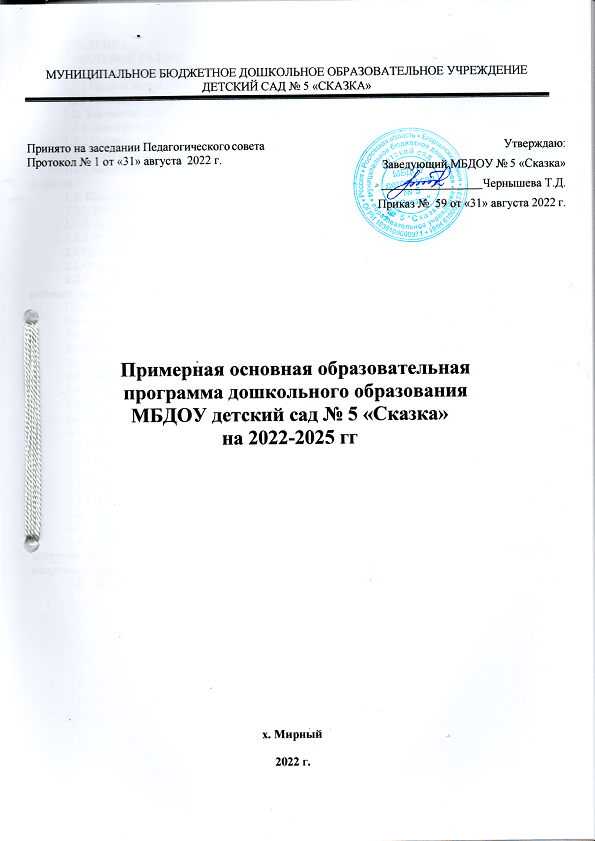 МУНИЦИПАЛЬНОЕ БЮДЖЕТНОЕ ДОШКОЛЬНОЕ ОБРАЗОВАТЕЛЬНОЕ УЧРЕЖДЕНИЕ
ДЕТСКИЙ САД № 5 «СКАЗКА»
Принято на заседании Педагогического совета
Протокол № 1 от «31» августа 2022 г.
Утверждаю:
Заведующий МБДОУ № 5 «Сказка»
Чернышева Т.Д.
Приказ № 59 от «31» августа 2022 г.
Примерная основная образовательная
программа дошкольного образования
МБДОУ детский сад № 5 «Сказка»
на 2022-2025 гг
х. Мирный
2022 г.